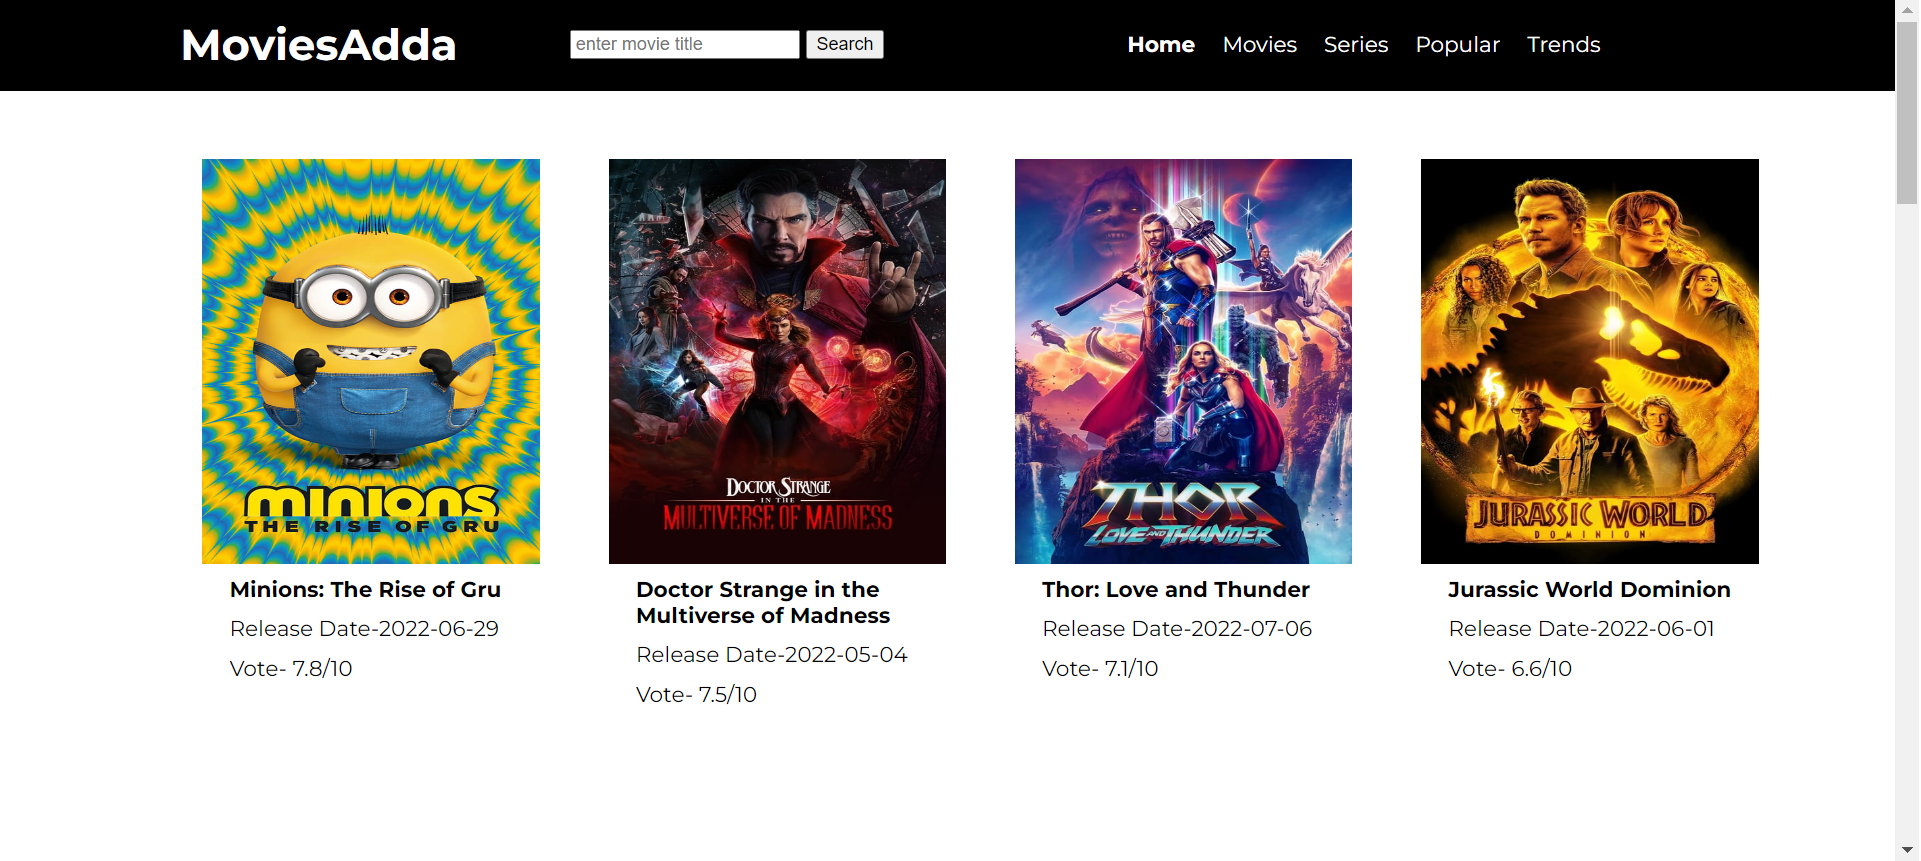 MoviesAdda
enter movie title Search
Home Movies Series Popular Trends
minions
THE RISE OF GRU
DOCTOR STRANGE
IN THE
MULTIVERSE OF MADNESS
THOR
LOVE AND THUNDER
JURASSIC WORLD
DOMINION
Minions: The Rise of Gru
Release Date-2022-06-29
Vote- 7.8/10
Doctor Strange in the
Multiverse of Madness
Release Date-2022-05-04
Vote- 7.5/10
Thor: Love and Thunder
Release Date-2022-07-06
Vote- 7.1/10
Jurassic World Dominion
Release Date-2022-06-01
Vote- 6.6/10